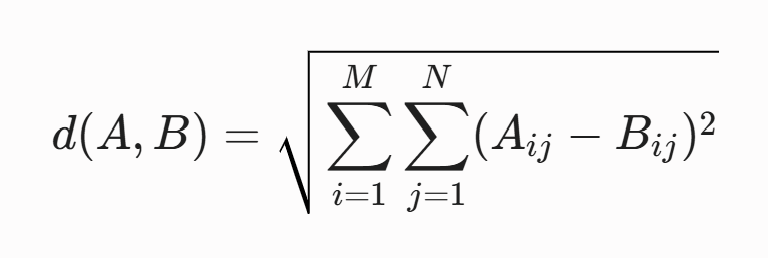 d(A, B) = √(∑_{i=1}^{M} ∑_{j=1}^{N} (A_{ij} − B_{ij})²)